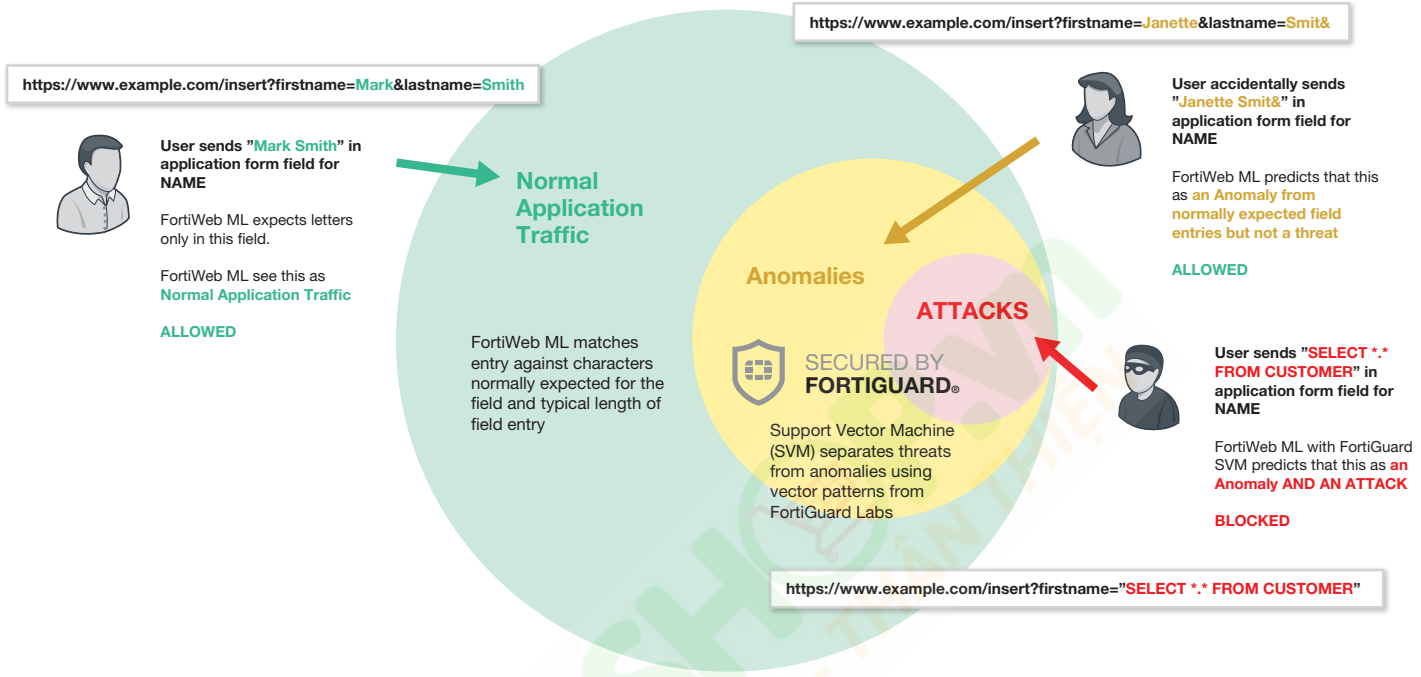 https://www.example.com/insert?firstname=Janette&lastname=Smit&
https://www.example.com/insert?firstname=Mark&lastname=Smith
User sends ”Mark Smith” in
application form field for
NAME
FortiWeb ML expects letters
only in this field.
FortiWeb ML see this as
Normal Application Traffic
ALLOWED
Normal
Application
Traffic
FortiWeb ML matches
entry against characters
normally expected for the
field and typical length of
field entry
Anomalies
ATTACKS
SECURED BY
FORTIGUARD®
Support Vector Machine
(SVM) separates threats
from anomalies using
vector patterns from
FortiGuard Labs
User accidentally sends
”Janette Smit&” in
application form field for
NAME
FortiWeb ML predicts that this
as an Anomaly from
normally expected field
entries but not a threat
ALLOWED
User sends ”SELECT *.*
FROM CUSTOMER” in
application form field for
NAME
FortiWeb ML with FortiGuard
SVM predicts that this as an
Anomaly AND AN ATTACK
BLOCKED
https://www.example.com/insert?firstname=”SELECT *.* FROM CUSTOMER”
SHOP.VN
THÂN THIỆN